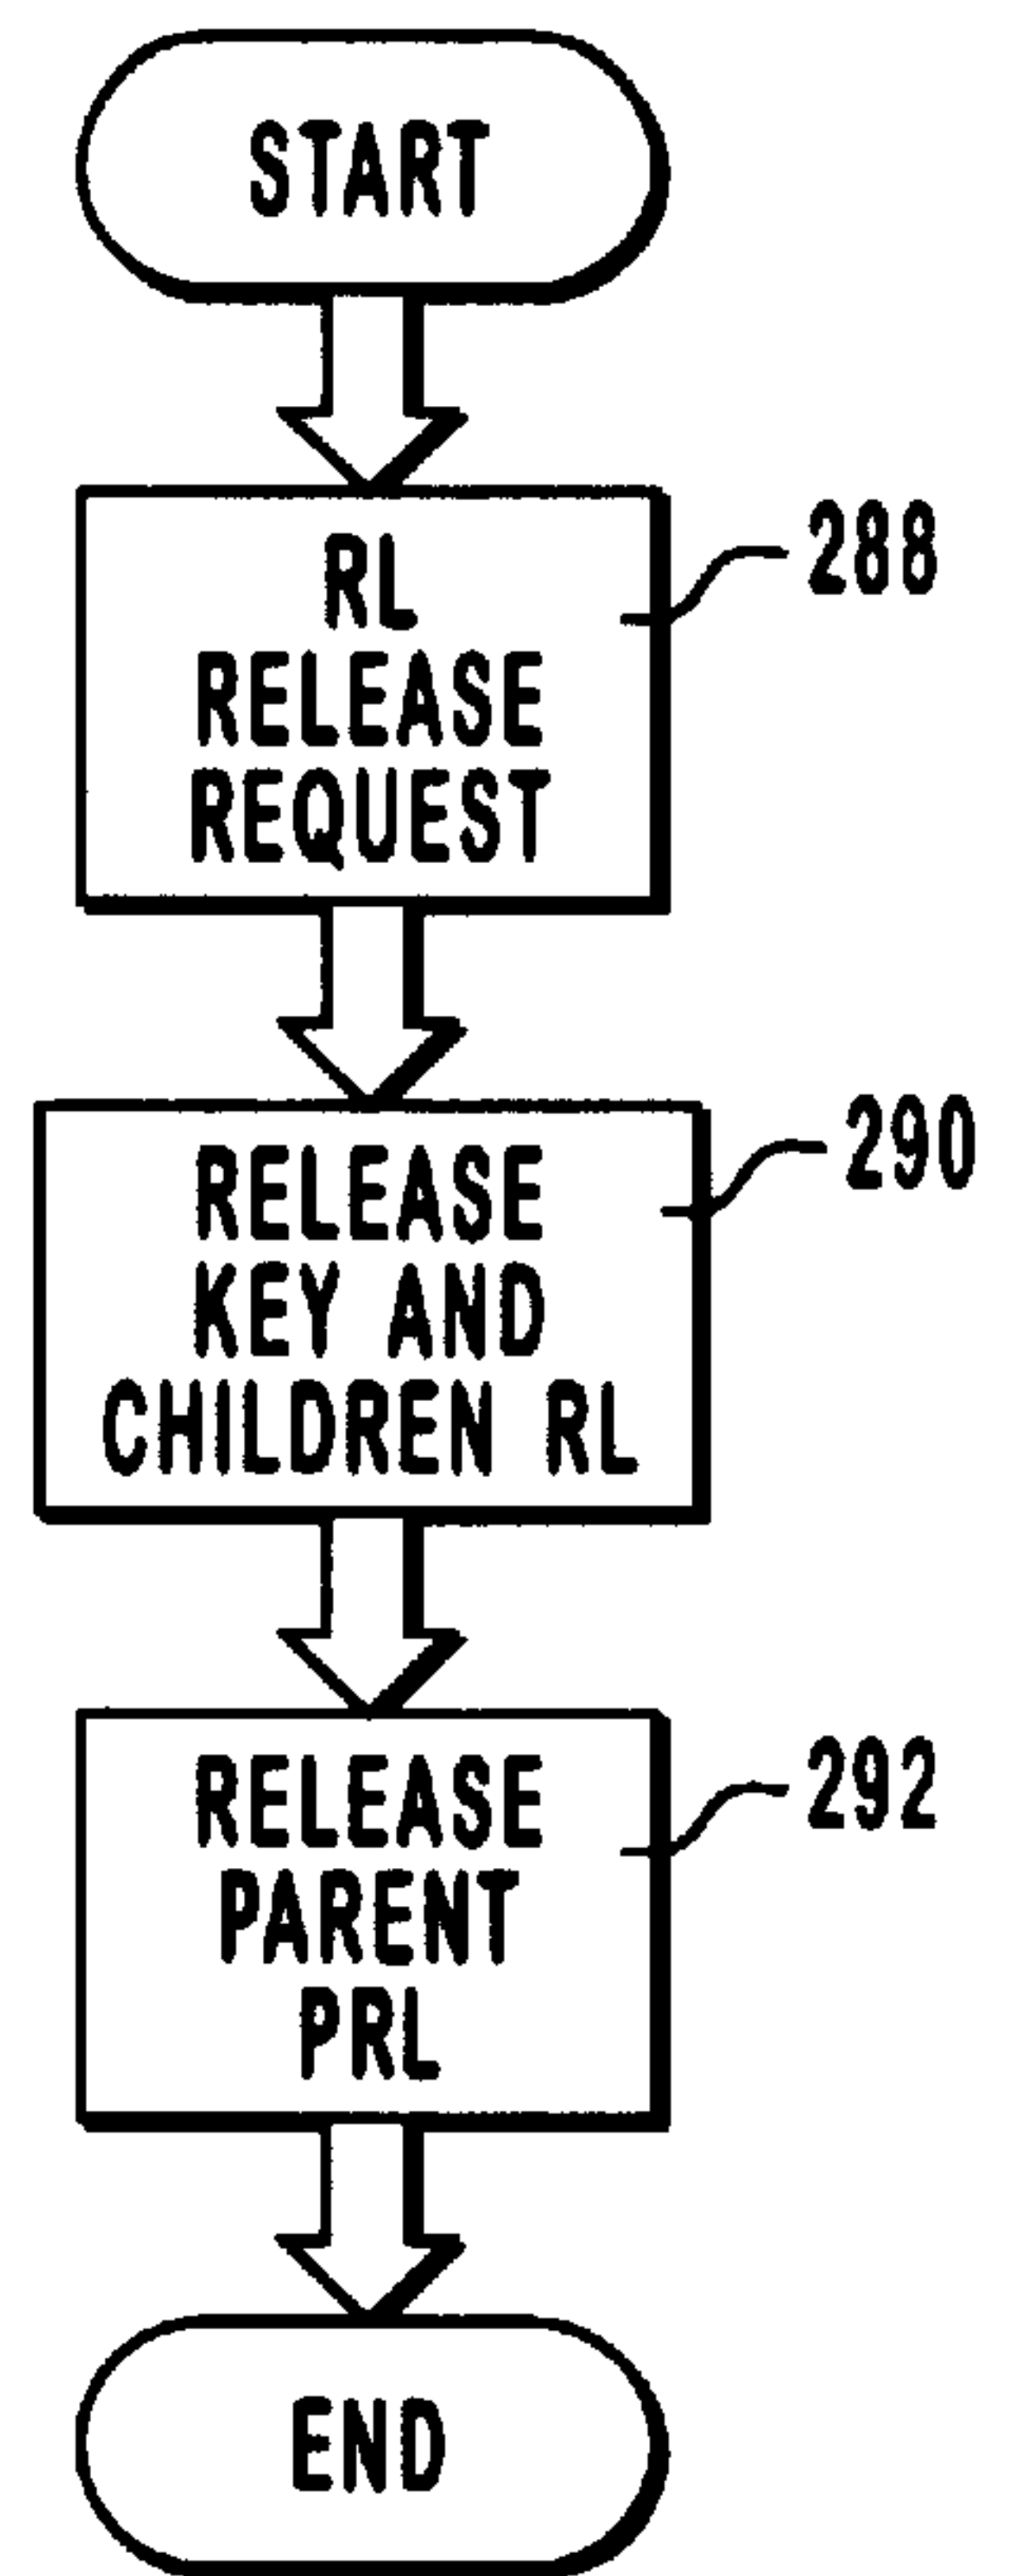 START
RL
RELEASE
REQUEST
288
RELEASE
KEY AND
CHILDREN RL
290
RELEASE
PARENT
PRL
292
END